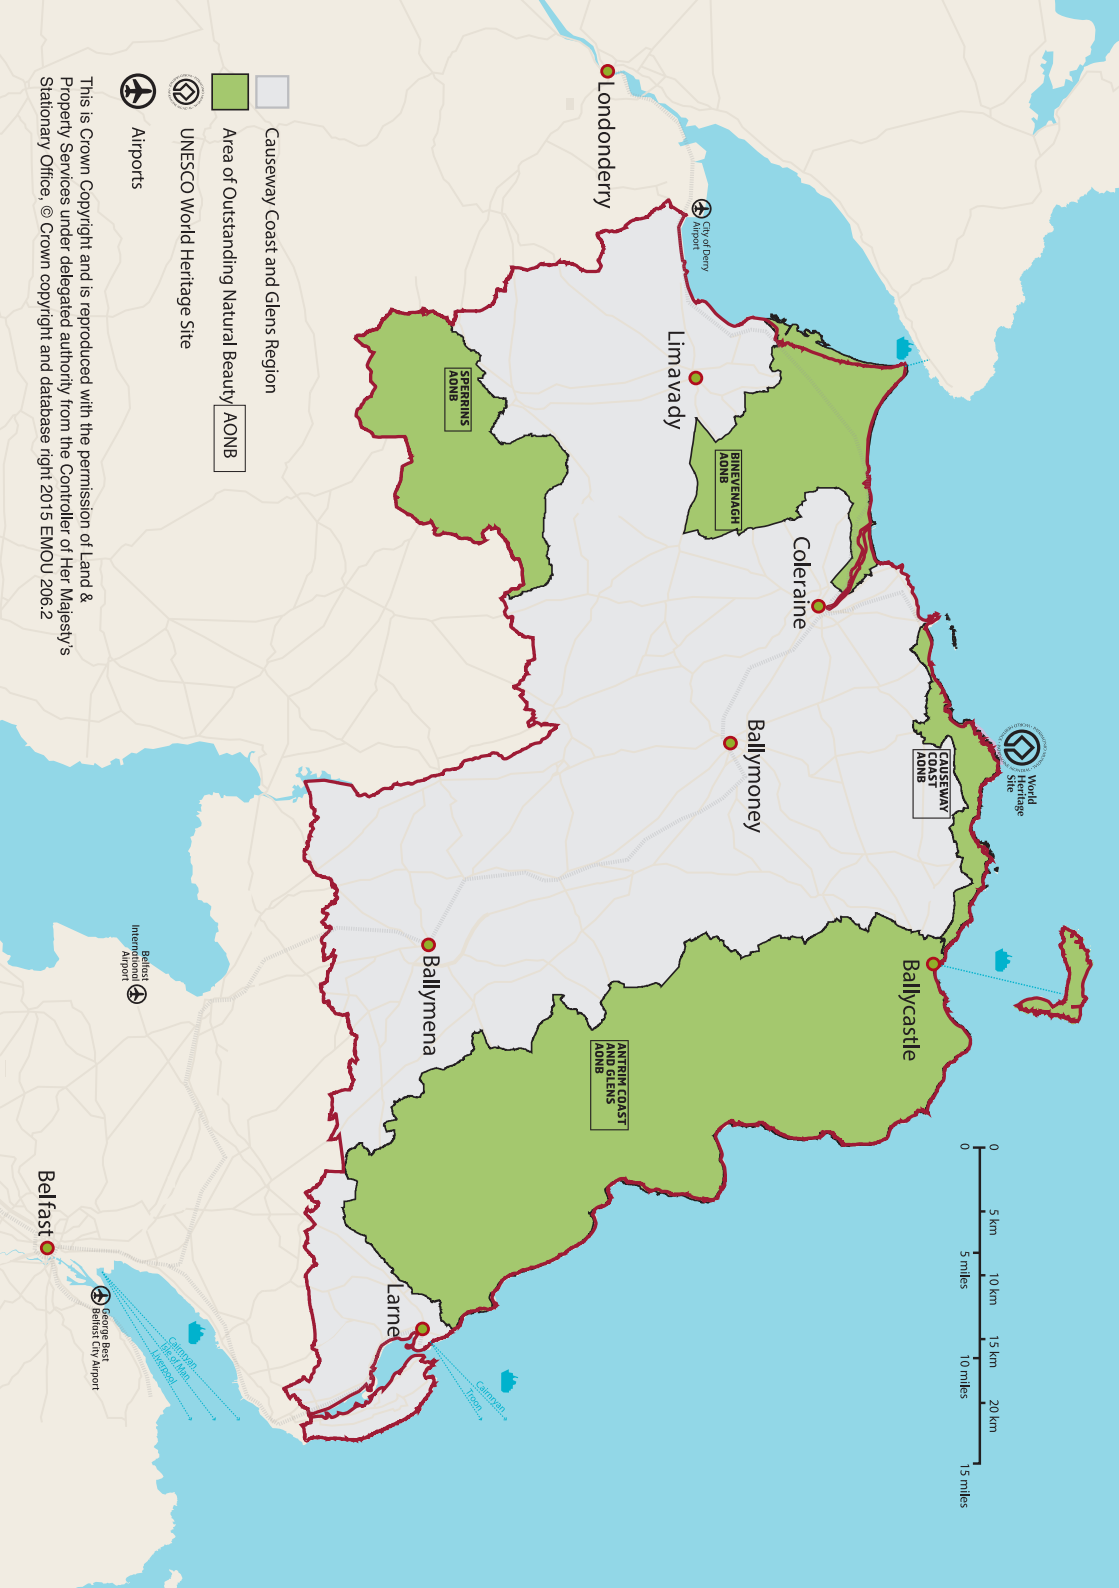 World
Heritage
Site
CAUSEWAY
COAST
AONB
Ballycastle
Coleraine
BINEVENAGH
AONB
Ballymoney
City of Derry
Airport
Limavady
Londonderry
ANTRIM COAST
AND GLENS
AONB
SPERRINS
AONB
Ballymena
Larne
Cairnryan
Troon
0
5 km
10 km
15 km
20 km
0
5 miles
10 miles
15 miles
Causeway Coast and Glens Region
Area of Outstanding Natural Beauty AONB
UNESCO World Heritage Site
Airports
Belfast
International
Airport
Cairnryan
Isle of Man
Liverpool
George Best
Belfast City Airport
Belfast
This is Crown Copyright and is reproduced with the permission of Land &
Property Services under delegated authority from the Controller of Her Majesty's
Stationary Office, © Crown copyright and database right 2015 EMOU 206.2